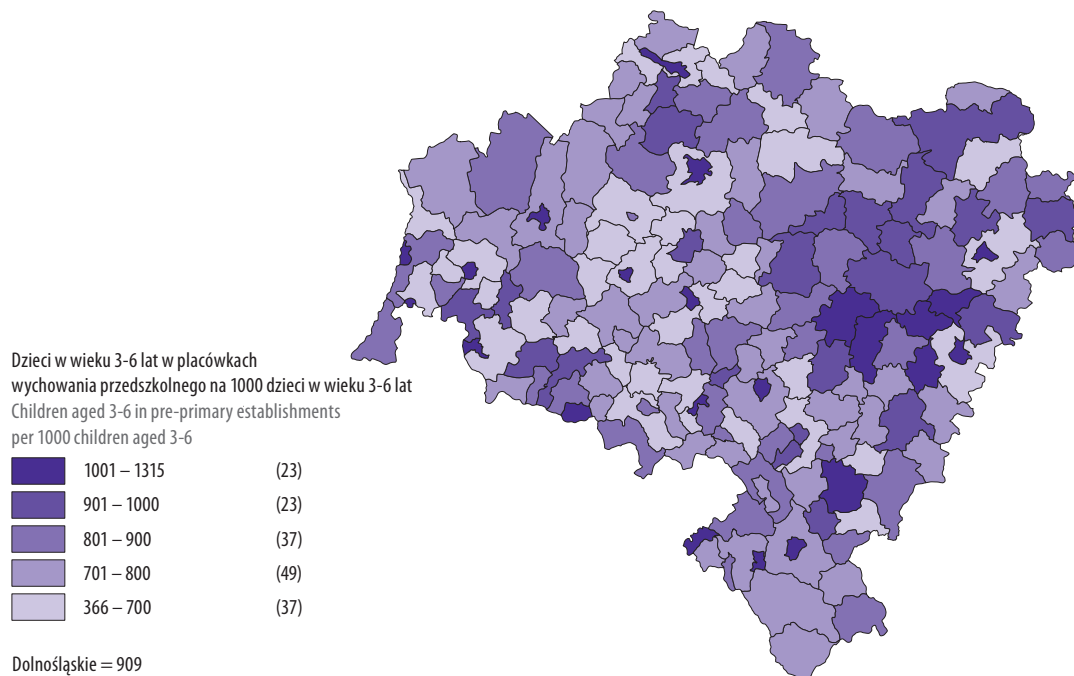 Dzieci w wieku 3-6 lat w placówkach
wychowania przedszkolnego na 1000 dzieci w wieku 3-6 lat
Children aged 3-6 in pre-primary establishments
per 1000 children aged 3-6
1001 – 1315 (23)
901 – 1000 (23)
801 – 900 (37)
701 – 800 (49)
366 – 700 (37)
Dolnośląskie = 909